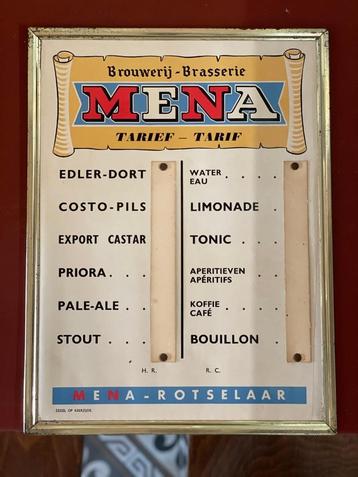 Brouwerij - Brasserie
MENA
TARIEF - TARIF
EDLER-DORT
COSTO-PILS
EXPORT CASTAR
PRIORA. . .
PALE-ALE . .
STOUT . . .
WATER . . . .
EAU
LIMONADE .
TONIC . . .
APERITIEVEN
APÉRITIFS .
KOFFIE . . .
CAFÉ
BOUILLON .
H. R. R. C.
MENA - ROTSELAAR